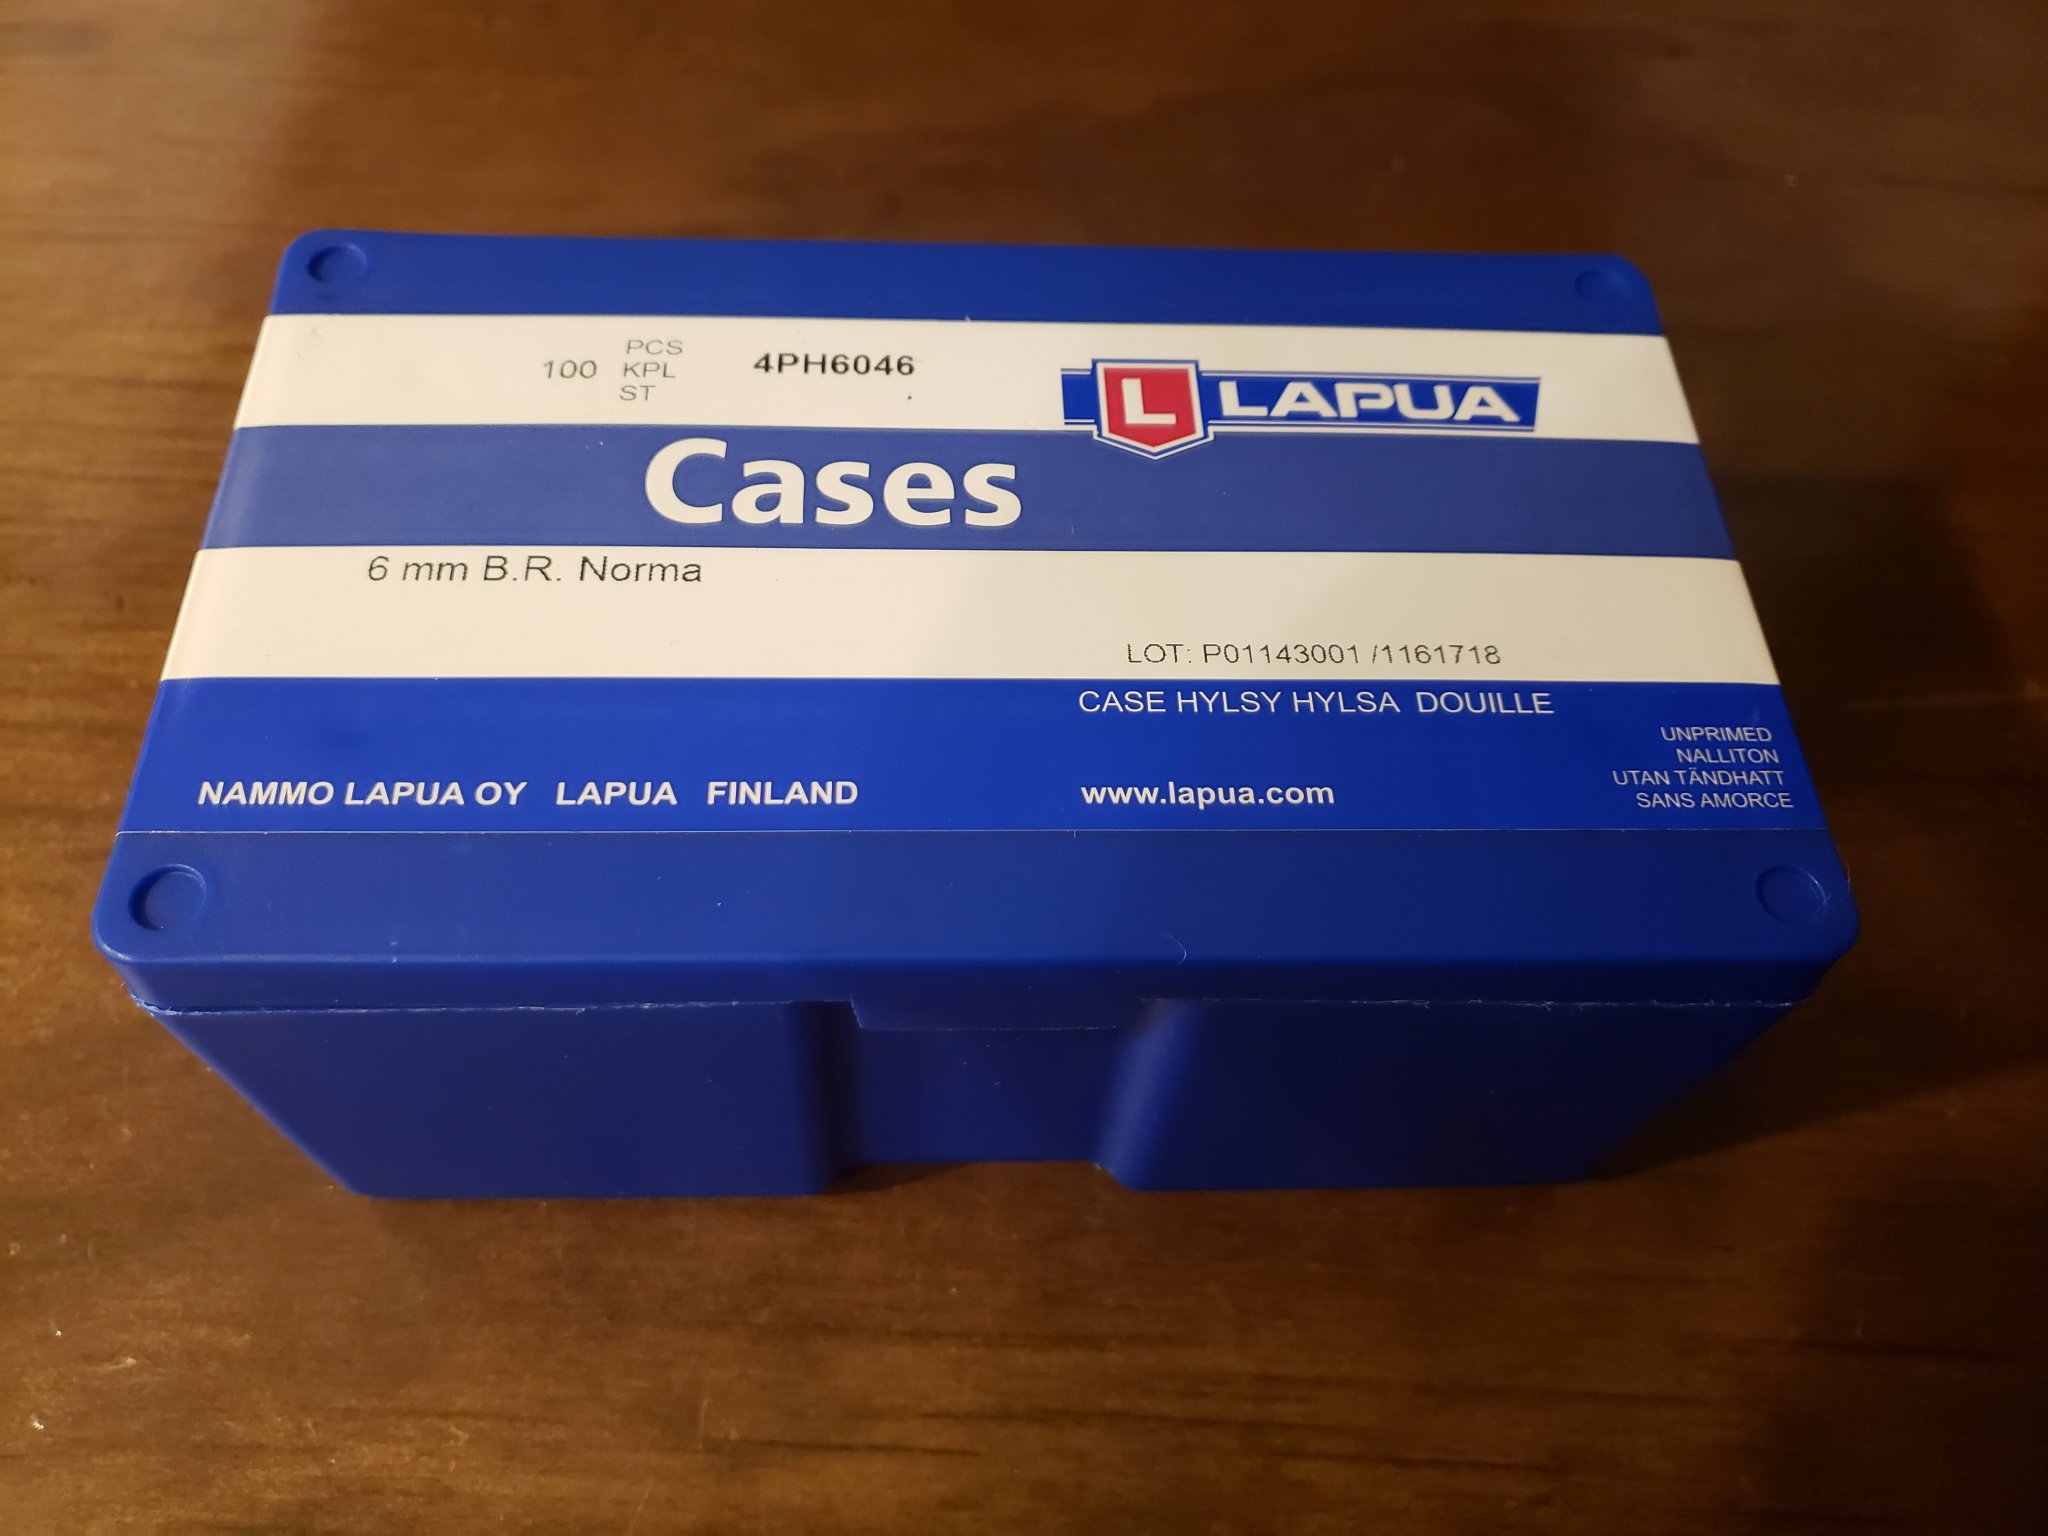 100 PCS
KPL
ST
4PH6046
L LAPUA
Cases
6 mm B.R. Norma
LOT: P01143001 /1161718
CASE HYLSY HYLSA DOUILLE
UNPRIMED
NALLITON
UTAN TÄNDHATT
SANS AMORCE
NAMMO LAPUA OY LAPUA FINLAND
www.lapua.com